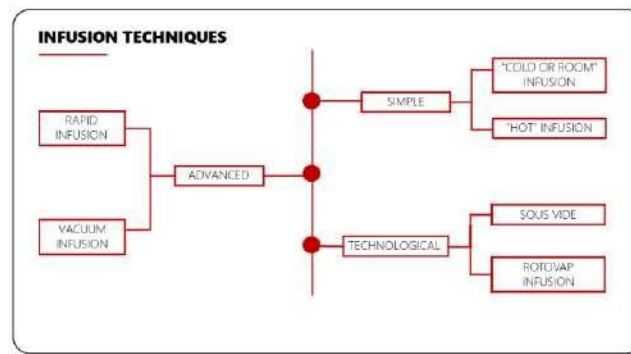 INFUSION TECHNIQUES
"COLD OR ROOM"
INFUSION
SIMPLE
"HOT" INFUSION
RAPID
INFUSION
ADVANCED
VACUUM
INFUSION
SOUS VIDE
TECHNOLOGICAL
ROTOVAP
INFUSION